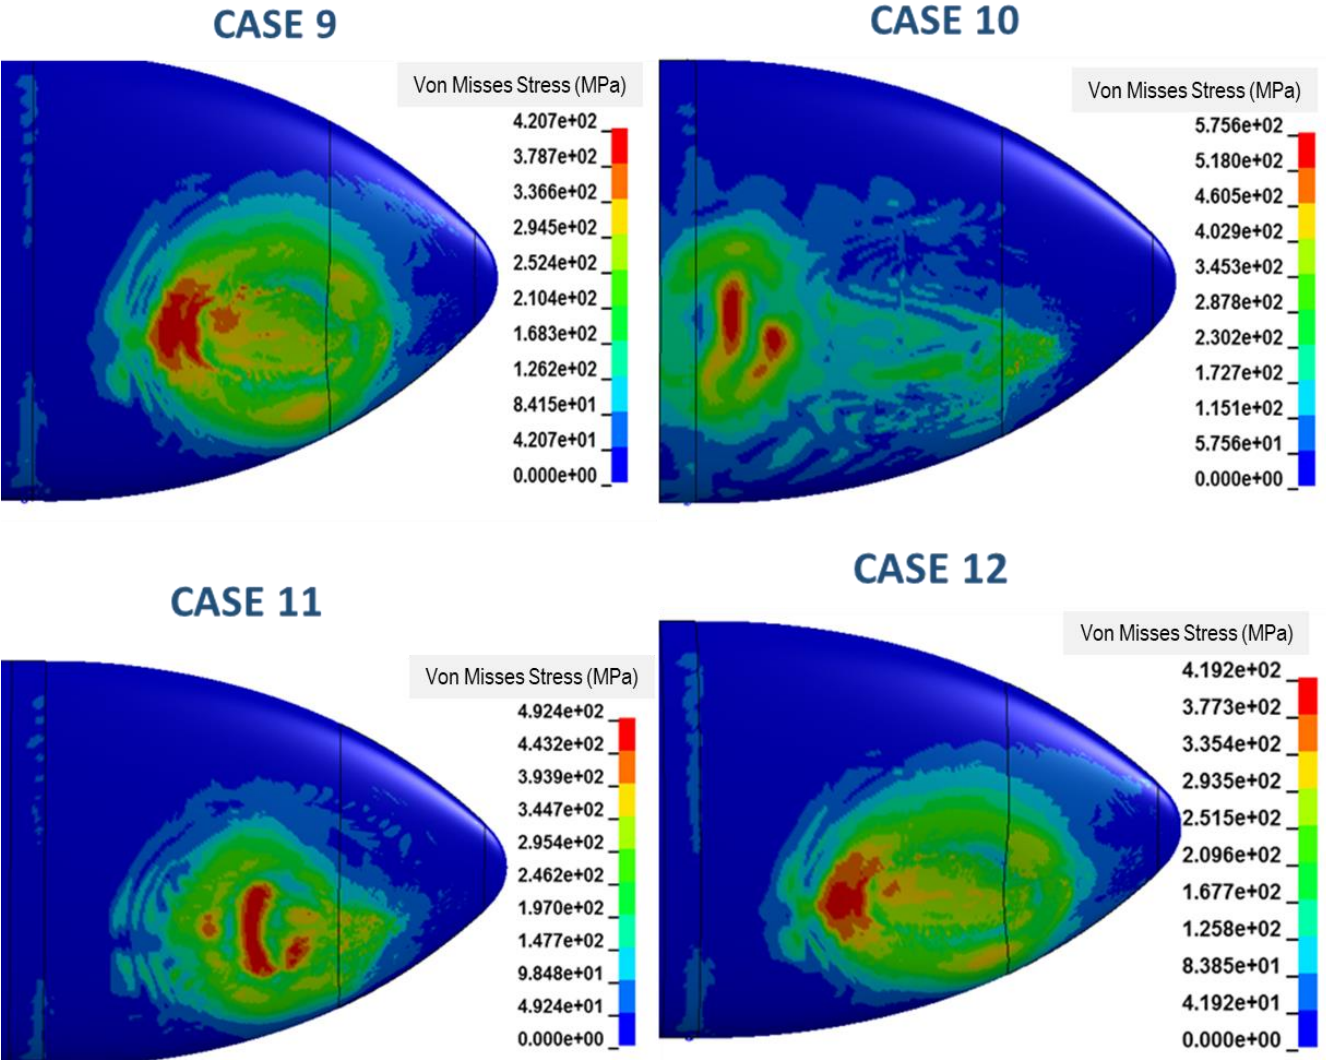 CASE 9
Von Misses Stress (MPa)
4.207e+02
3.787e+02
3.366e+02
2.945e+02
2.524e+02
2.104e+02
1.683e+02
1.262e+02
8.415e+01
4.207e+01
0.000e+00
CASE 10
Von Misses Stress (MPa)
5.756e+02
5.180e+02
4.605e+02
4.029e+02
3.453e+02
2.878e+02
2.302e+02
1.727e+02
1.151e+02
5.756e+01
0.000e+00
CASE 11
Von Misses Stress (MPa)
4.924e+02
4.432e+02
3.939e+02
3.447e+02
2.954e+02
2.462e+02
1.970e+02
1.477e+02
9.848e+01
4.924e+01
0.000e+00
CASE 12
Von Misses Stress (MPa)
4.192e+02
3.773e+02
3.354e+02
2.935e+02
2.515e+02
2.096e+02
1.677e+02
1.258e+02
8.385e+01
4.192e+01
0.000e+00